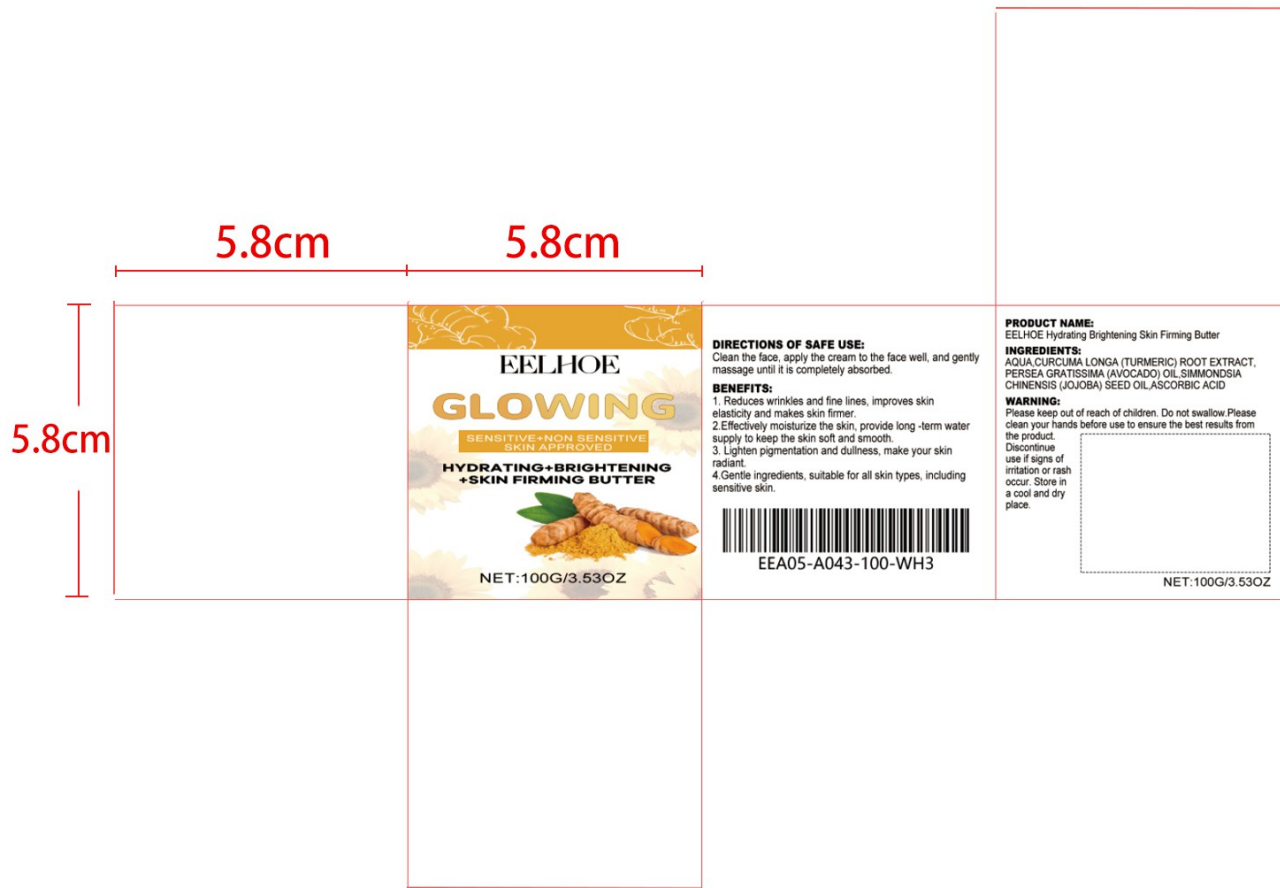 5.8cm
5.8cm
5.8cm
EELHOE
GLOWING
SENSITIVE+NON SENSITIVE
SKIN APPROVED
HYDRATING+BRIGHTENING
+SKIN FIRMING BUTTER
NET:100G/3.53OZ
DIRECTIONS OF SAFE USE:
Clean the face, apply the cream to the face well, and gently
massage until it is completely absorbed.
BENEFITS:
1. Reduces wrinkles and fine lines, improves skin
elasticity and makes skin firmer.
2.Effectively moisturize the skin, provide long -term water
supply to keep the skin soft and smooth.
3. Lighten pigmentation and dullness, make your skin
radiant.
4.Gentle ingredients, suitable for all skin types, including
sensitive skin.
EEA05-A043-100-WH3
PRODUCT NAME:
EELHOE Hydrating Brightening Skin Firming Butter
INGREDIENTS:
AQUA,CURCUMA LONGA (TURMERIC) ROOT EXTRACT,
PERSEA GRATISSIMA (AVOCADO) OIL,SIMMONDSIA
CHINENSIS (JOJOBA) SEED OIL,ASCORBIC ACID
WARNING:
Please keep out of reach of children. Do not swallow.Please
clean your hands before use to ensure the best results from
the product.
Discontinue
use if signs of
irritation or rash
occur. Store in
a cool and dry
place.
NET:100G/3.53OZ